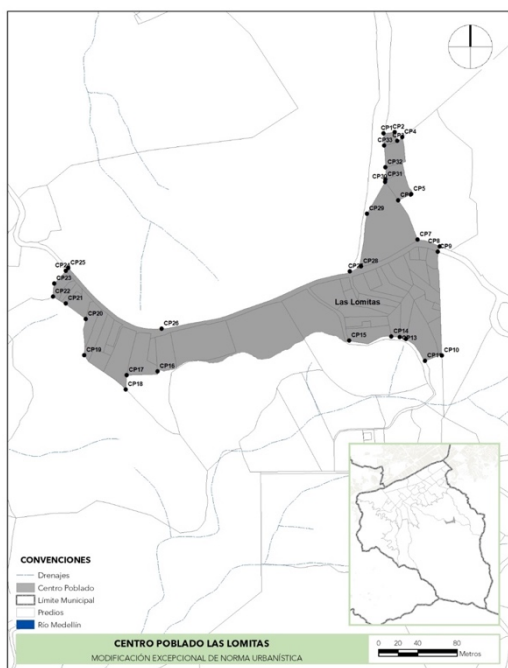 CP1 CP2
CP4
CP33
CP32
CP30 CP31
CP5
CP29
CP7
CP8
CP9
CP28
CP24 CP25
CP23
CP22
CP21
CP20
CP26
Las Lomitas
CP15
CP14
CP13
CP10
CP19
CP17
CP16
CP18
CONVENCIONES
Drenajes
Centro Poblado
Límite Municipal
Predios
Río Medellín
CENTRO POBLADO LAS LOMITAS
MODIFICACIÓN EXCEPCIONAL DE NORMA URBANÍSTICA
0 20 40 80
Metros